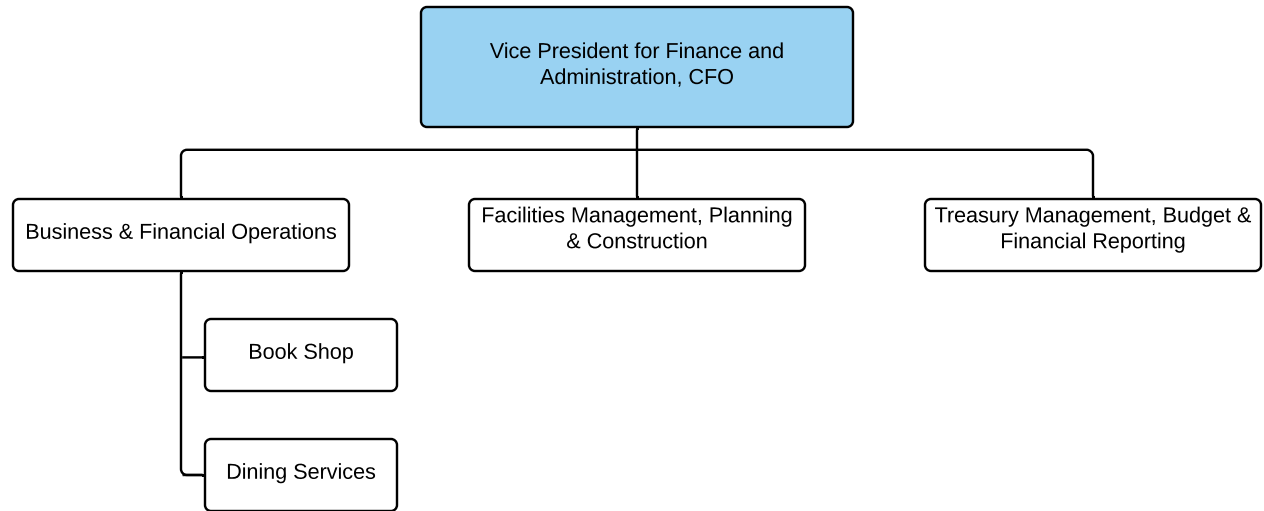 Vice President for Finance and
Administration, CFO
Business & Financial Operations
Facilities Management, Planning
& Construction
Treasury Management, Budget &
Financial Reporting
Book Shop
Dining Services